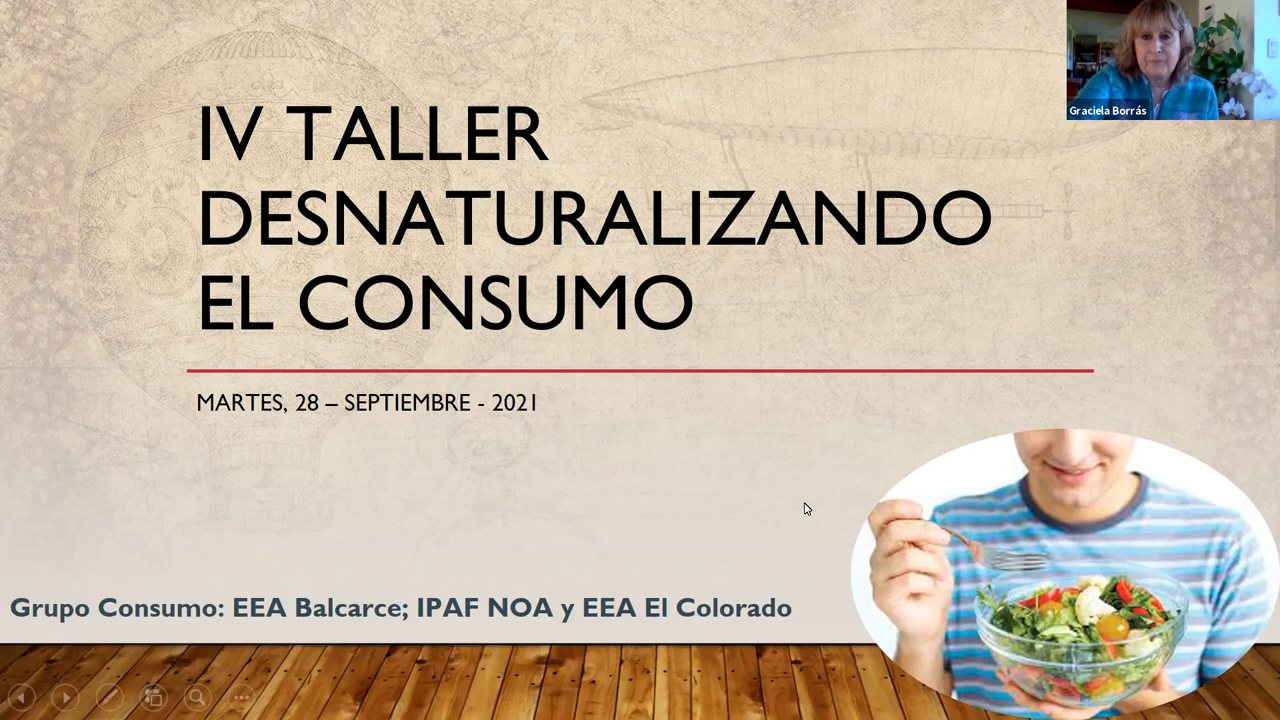 IV TALLER
DESNATURALIZANDO
EL CONSUMO
MARTES, 28 – SEPTIEMBRE - 2021
Grupo Consumo: EEA Balcarce; IPAF NOA y EEA El Colorado
Graciela Borrás